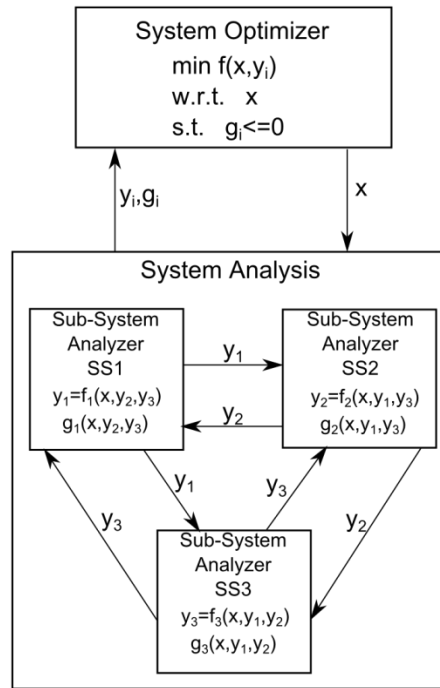 System Optimizer
min f(x,yᵢ)
w.r.t. x
s.t. gᵢ<=0
yᵢ,gᵢ
x
System Analysis
Sub-System
Analyzer
SS1
y₁=f₁(x,y₂,y₃)
g₁(x,y₂,y₃)
y₁
y₂
Sub-System
Analyzer
SS2
y₂=f₂(x,y₁,y₃)
g₂(x,y₁,y₃)
y₃
y₁
y₃
y₂
Sub-System
Analyzer
SS3
y₃=f₃(x,y₁,y₂)
g₃(x,y₁,y₂)